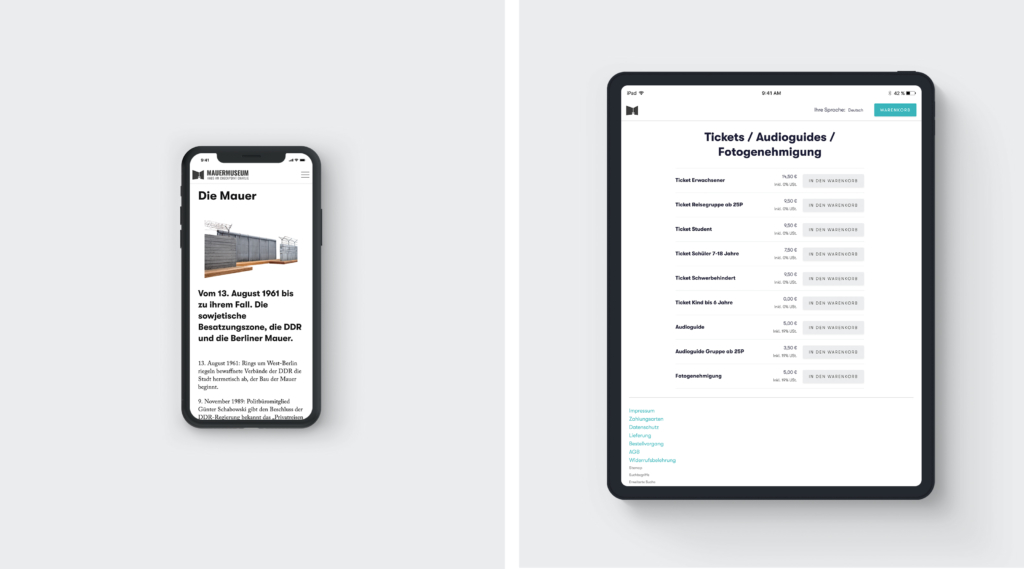 9:41
MAUERMUSEUM
HAUS AM CHECKPOINT CHARLIE
Die Mauer
Vom 13. August 1961 bis
zu ihrem Fall. Die
sowjetische
Besatzungszone, die DDR
und die Berliner Mauer.
13. August 1961: Rings um West-Berlin
riegeln bewaffnete Verbände der DDR die
Stadt hermetisch ab, der Bau der Mauer
beginnt.
9. November 1989: Politbüromitglied
Günter Schabowski gibt den Beschluss der
DDR-Regierung bekannt das „Privatreisen
iPad
9:41 AM
42 %
Ihre Sprache: Deutsch
WARENKORB
Tickets / Audioguides /
Fotogenehmigung
Ticket Erwachsener 14,50 € IN DEN WARENKORB
inkl. 0% USt.
Ticket Reisegruppe ab 25P 9,50 € IN DEN WARENKORB
inkl. 0% USt.
Ticket Student 9,50 € IN DEN WARENKORB
inkl. 0% USt.
Ticket Schüler 7-18 Jahre 7,50 € IN DEN WARENKORB
inkl. 0% USt.
Ticket Schwerbehindert 9,50 € IN DEN WARENKORB
inkl. 0% USt.
Ticket Kind bis 6 Jahre 0,00 € IN DEN WARENKORB
inkl. 0% USt.
Audioguide 5,00 € IN DEN WARENKORB
inkl. 19% USt.
Audioguide Gruppe ab 25P 3,50 € IN DEN WARENKORB
inkl. 19% USt.
Fotogenehmigung 5,00 € IN DEN WARENKORB
inkl. 19% USt.
Impressum
Zahlungsarten
Datenschutz
Lieferung
Bestellvorgang
AGB
Widerrufsbelehrung
Sitemap
Suchbegriffe
Erweiterte Suche